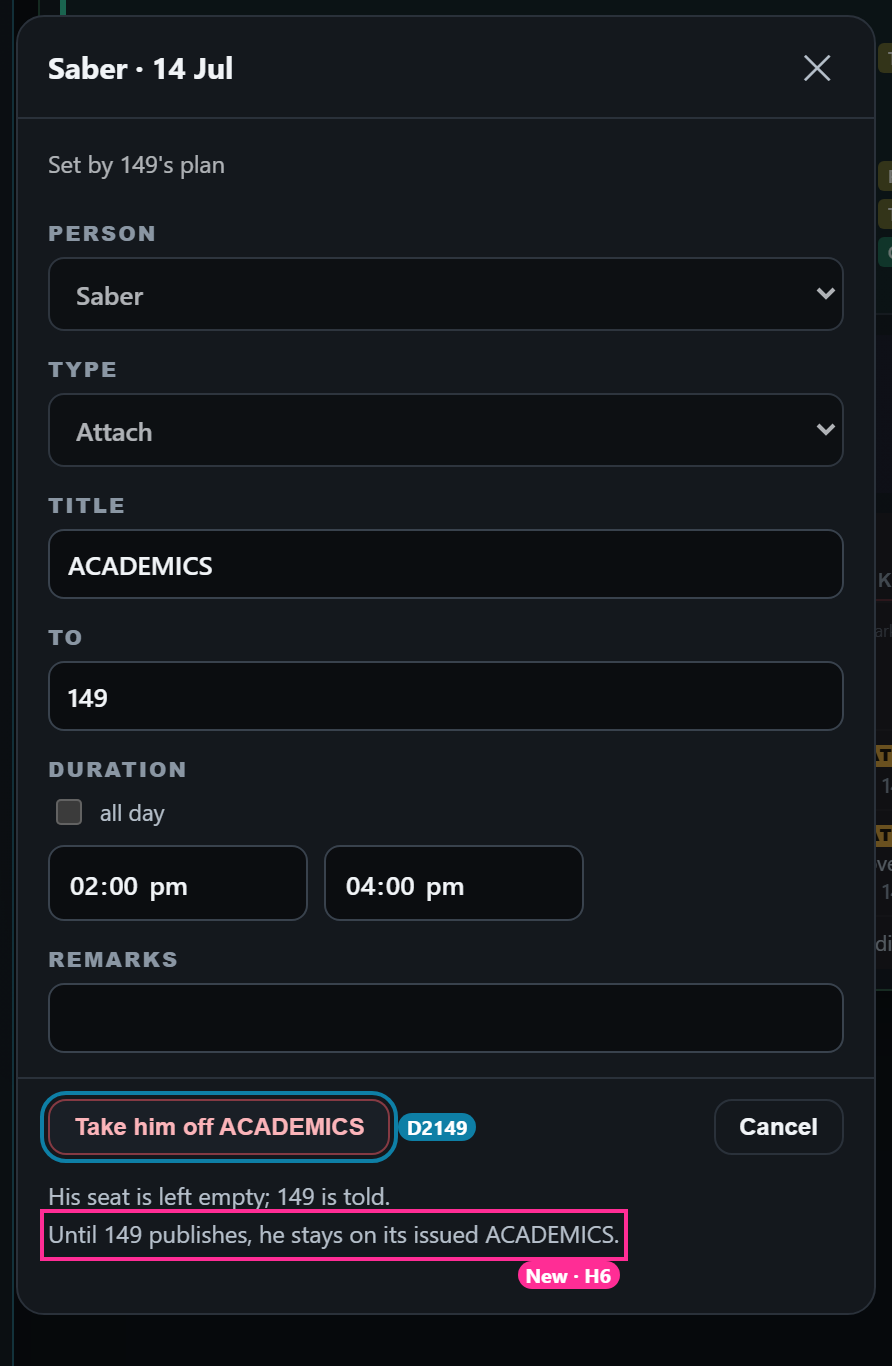 Saber · 14 Jul
Set by 149's plan
PERSON
Saber
TYPE
Attach
TITLE
ACADEMICS
TO
149
DURATION
all day
02:00 pm 04:00 pm
REMARKS
Take him off ACADEMICS D2149 Cancel
His seat is left empty; 149 is told.
Until 149 publishes, he stays on its issued ACADEMICS.
New · H6